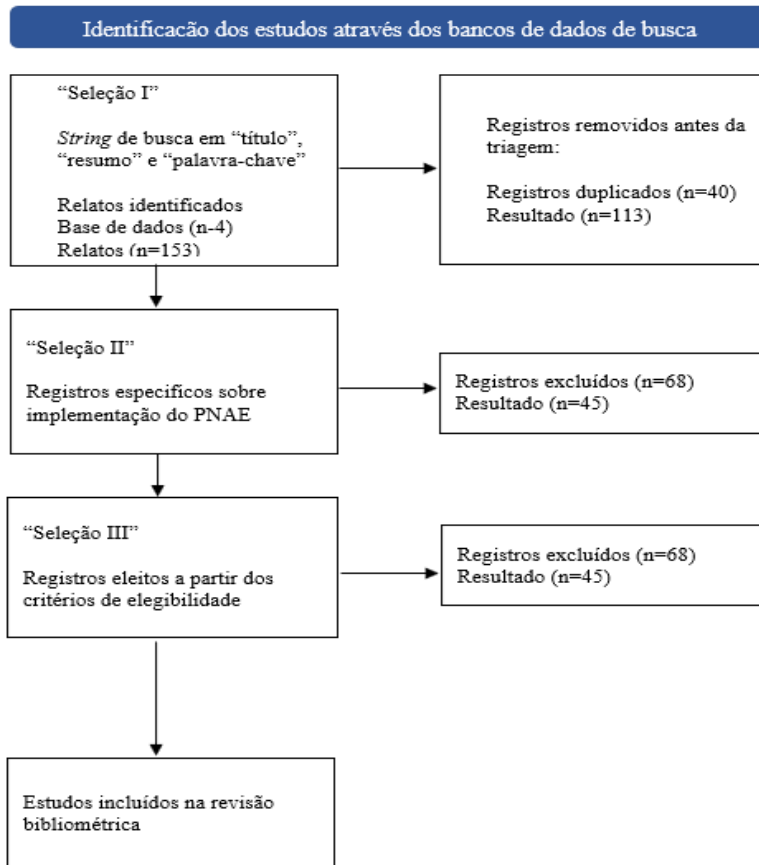 Identificacão dos estudos através dos bancos de dados de busca
“Seleção I”
String de busca em “título”,
“resumo” e “palavra-chave”
Relatos identificados
Base de dados (n-4)
Relatos (n=153)
Registros removidos antes da
triagem:
Registros duplicados (n=40)
Resultado (n=113)
“Seleção II”
Registros específicos sobre
implementação do PNAE
Registros excluídos (n=68)
Resultado (n=45)
“Seleção III”
Registros eleitos a partir dos
critérios de elegibilidade
Registros excluídos (n=68)
Resultado (n=45)
Estudos incluídos na revisão
bibliométrica